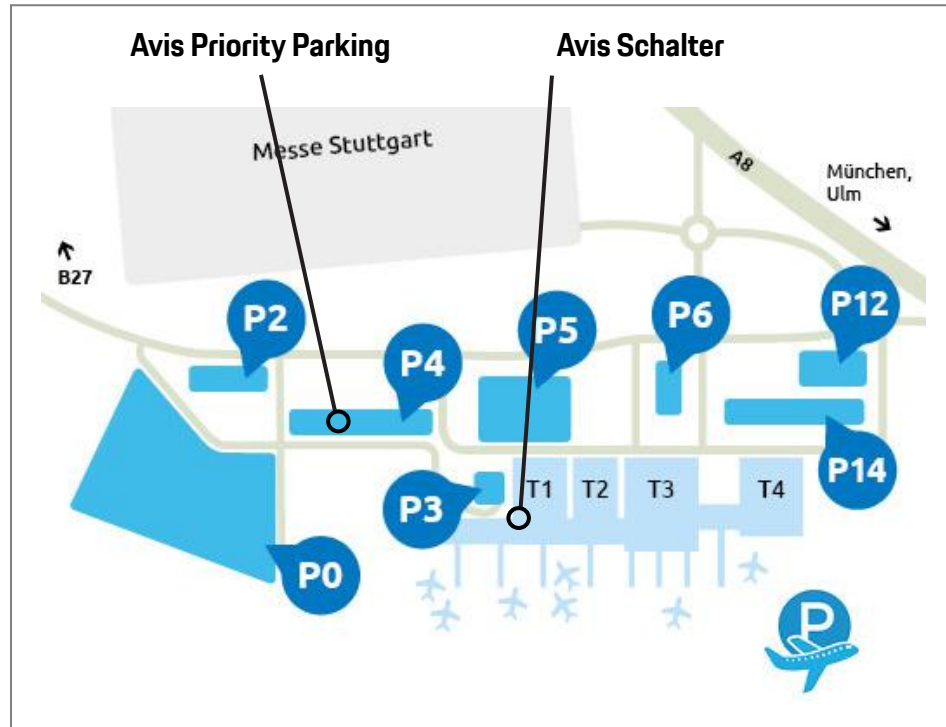 Avis Priority Parking
Avis Schalter
Messe Stuttgart
A8
München,
Ulm
B27
P2
P4
P5
P6
P12
P14
P3
T1
T2
T3
T4
P0
P